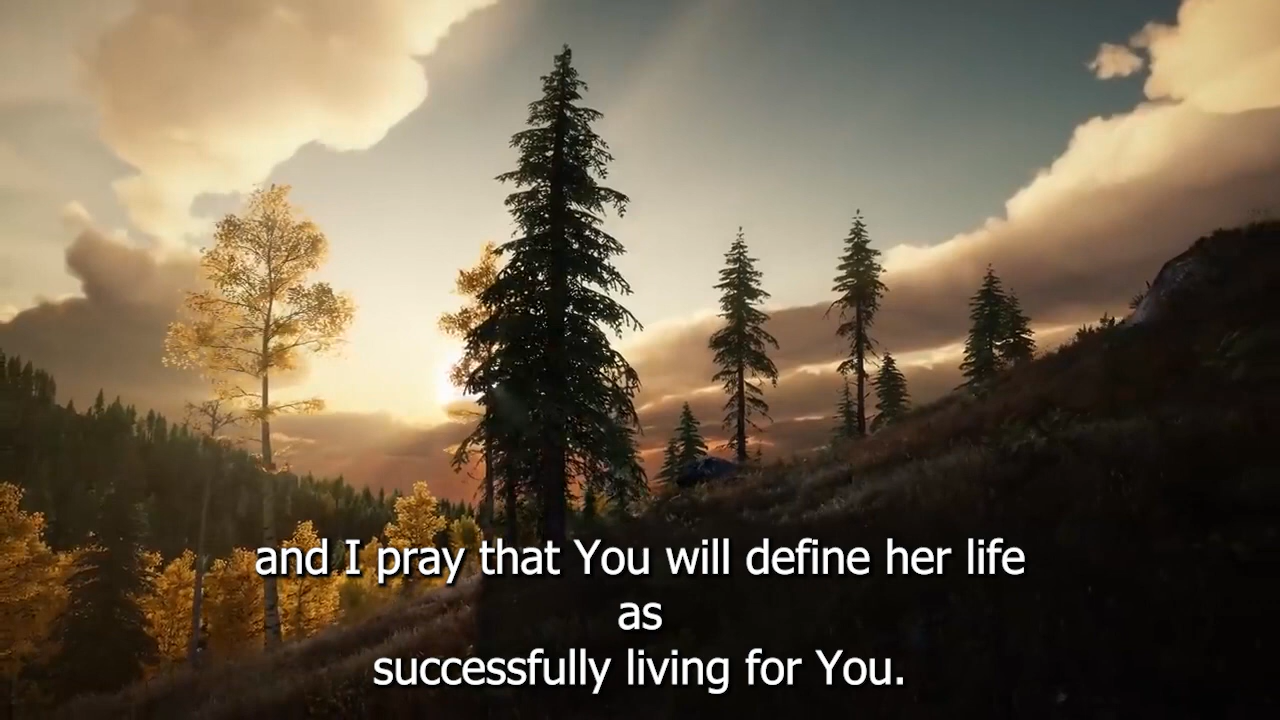 and I pray that You will define her life
as
successfully living for You.